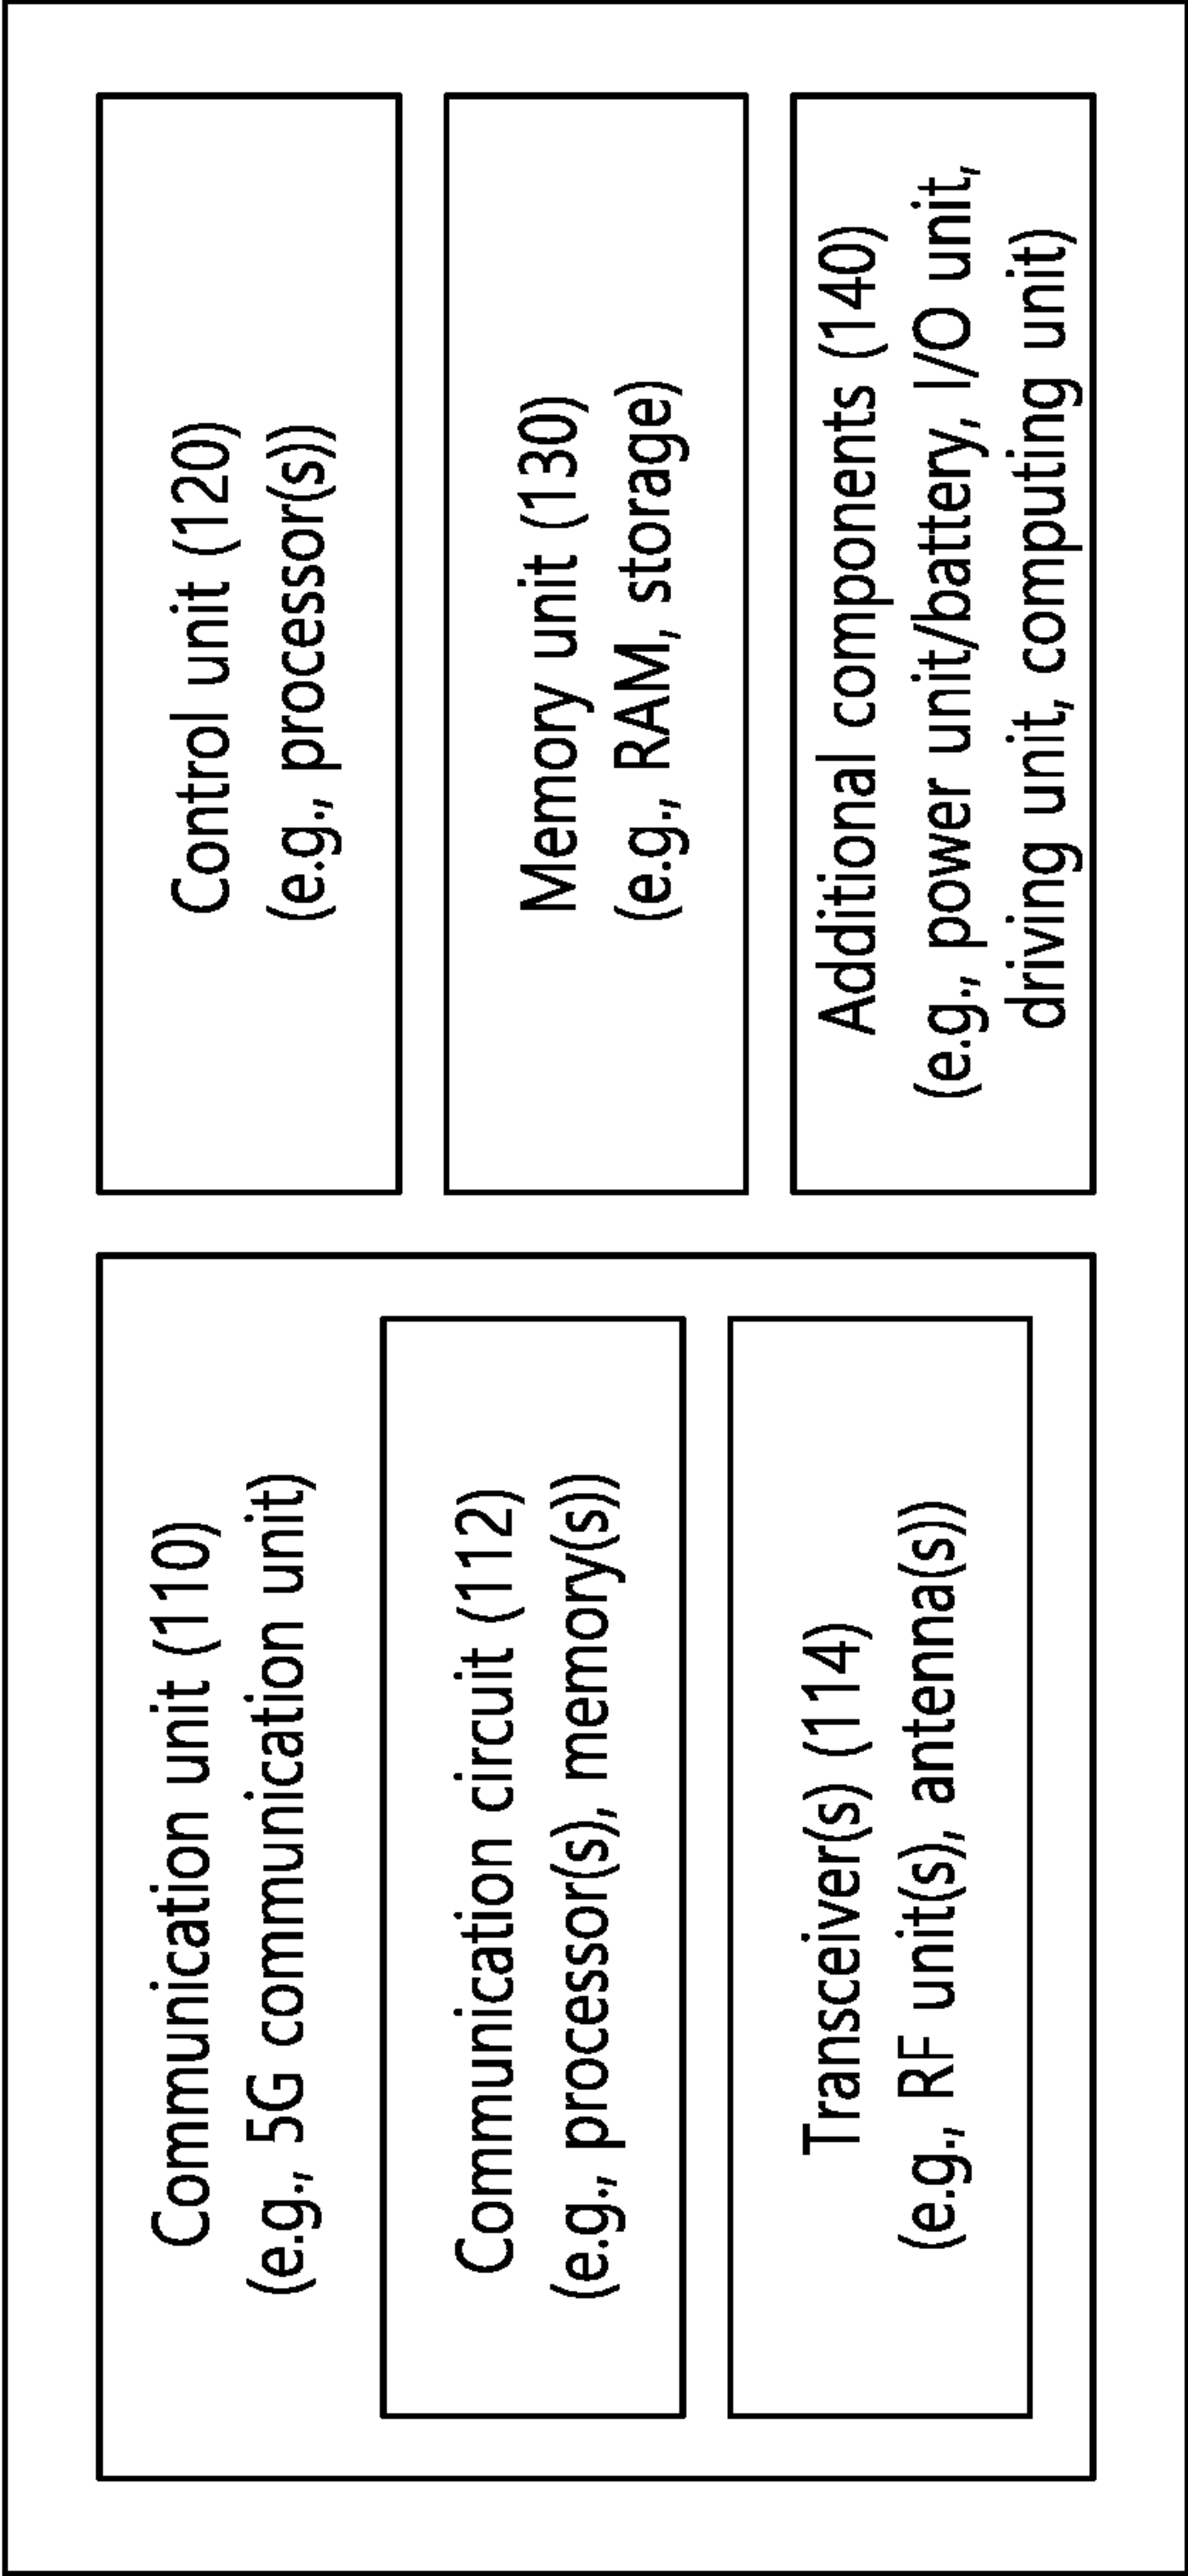 Communication unit (110)
(e.g., 5G communication unit)
Communication circuit (112)
(e.g., processor(s), memory(s))
Transceiver(s) (114)
(e.g., RF unit(s), antenna(s))
Control unit (120)
(e.g., processor(s))
Memory unit (130)
(e.g., RAM, storage)
Additional components (140)
(e.g., power unit/battery, I/O unit,
driving unit, computing unit)